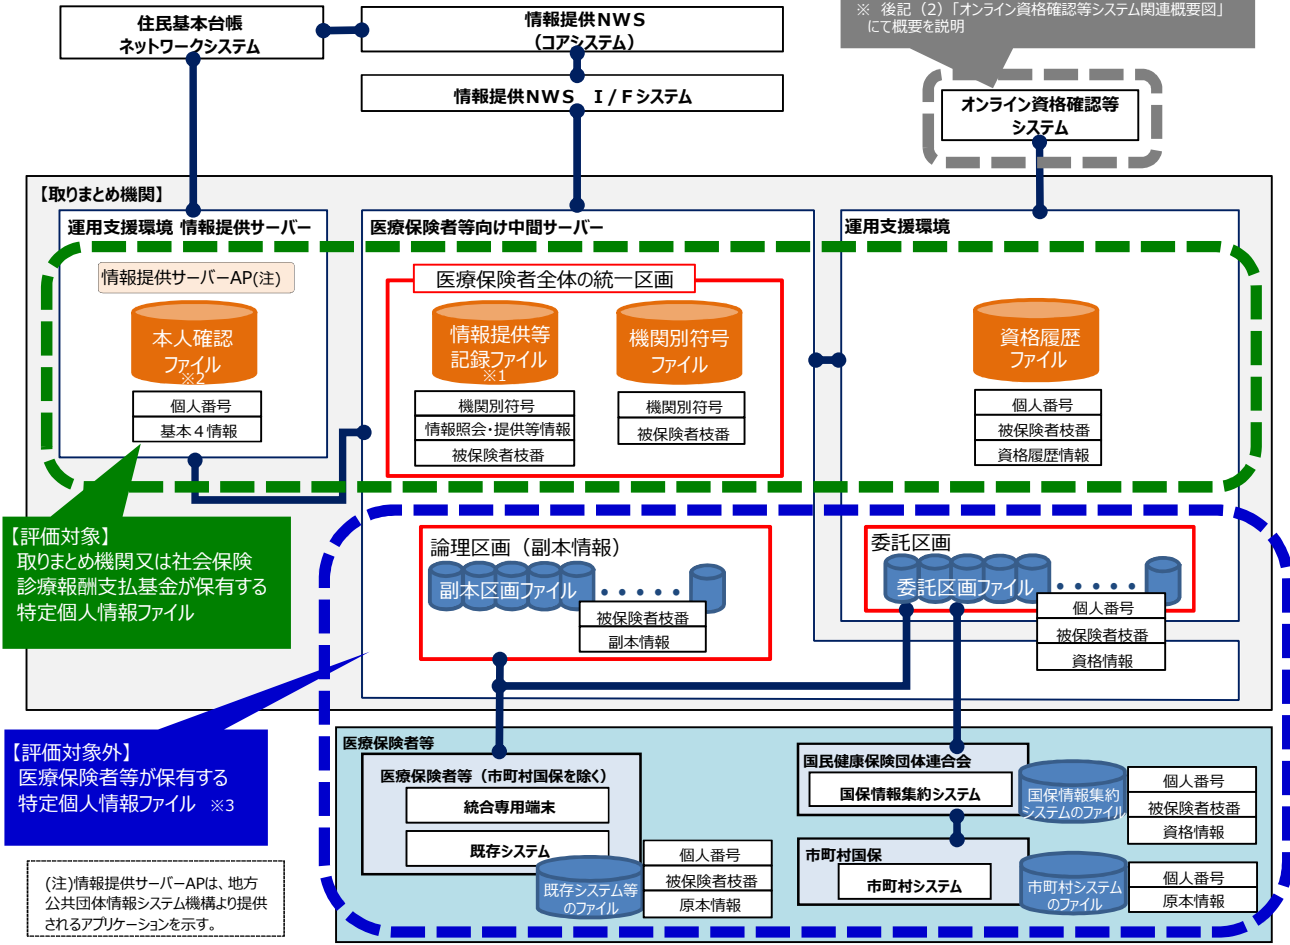 ※ 後記（2）「オンライン資格確認等システム関連概要図」
にて概要を説明
住民基本台帳
ネットワークシステム
情報提供NWS
（コアシステム）
情報提供NWS　I／Fシステム
オンライン資格確認等
システム
【取りまとめ機関】
運用支援環境 情報提供サーバー
医療保険者等向け中間サーバー
運用支援環境
情報提供サーバーAP(注)
医療保険者全体の統一区画
本人確認
ファイル
※2
個人番号
基本４情報
情報提供等
記録ファイル
※1
機関別符号
情報照会・提供等情報
被保険者枝番
機関別符号
ファイル
機関別符号
被保険者枝番
資格履歴
ファイル
個人番号
被保険者枝番
資格履歴情報
【評価対象】
取りまとめ機関又は社会保険
診療報酬支払基金が保有する
特定個人情報ファイル
論理区画（副本情報）
副本区画ファイル
・・・・・・
被保険者枝番
副本情報
委託区画
委託区画ファイル
・・・・・・
個人番号
被保険者枝番
資格情報
【評価対象外】
医療保険者等が保有する
特定個人情報ファイル　※3
医療保険者等
医療保険者等（市町村国保を除く）
統合専用端末
既存システム
既存システム等
のファイル
個人番号
被保険者枝番
原本情報
国民健康保険団体連合会
国保情報集約システム
国保情報集約
システムのファイル
個人番号
被保険者枝番
資格情報
市町村国保
市町村システム
市町村システム
のファイル
個人番号
原本情報
(注)情報提供サーバーAPは、地方
公共団体情報システム機構より提供
されるアプリケーションを示す。